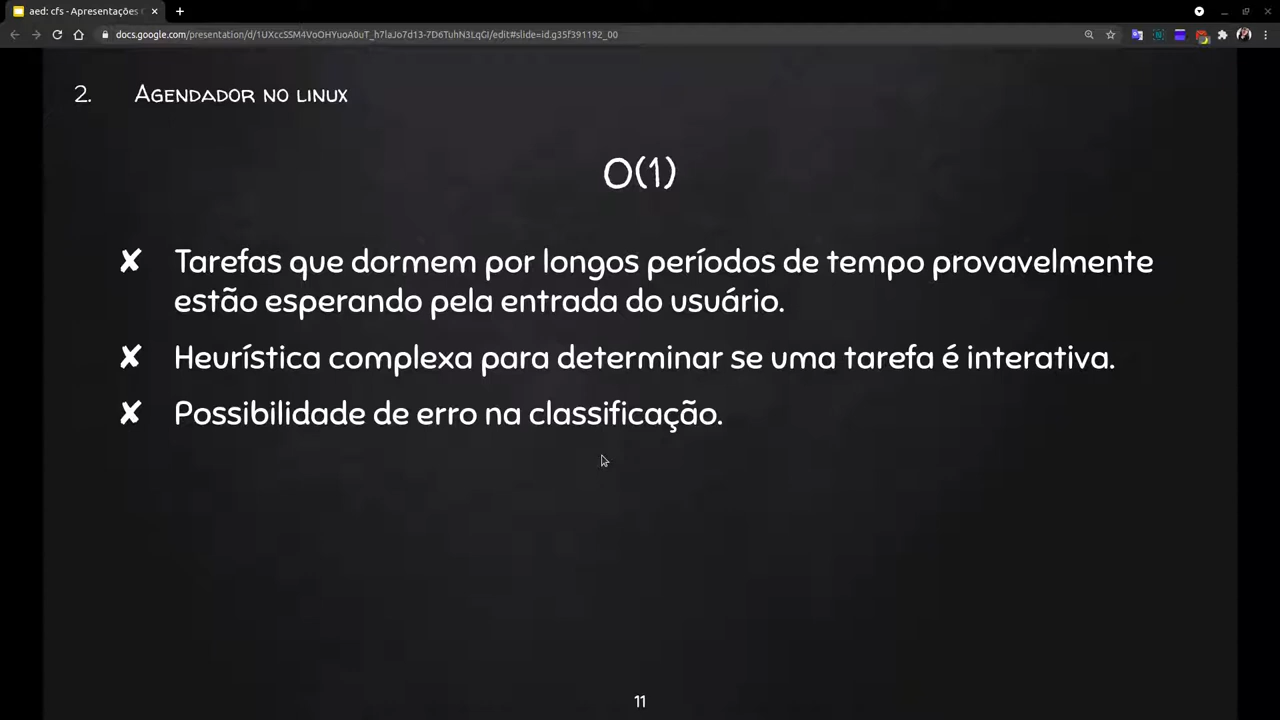 aed: cfs - Apresentações
docs.google.com/presentation/d/1UXccSSM4VoOHYuoA0uT_h7laJo7d13-7D6TuhN3LqGI/edit#slide=id.g35f391192_00
2. Agendador no linux
O(1)
✘ Tarefas que dormem por longos períodos de tempo provavelmente
estão esperando pela entrada do usuário.
✘ Heurística complexa para determinar se uma tarefa é interativa.
✘ Possibilidade de erro na classificação.
11